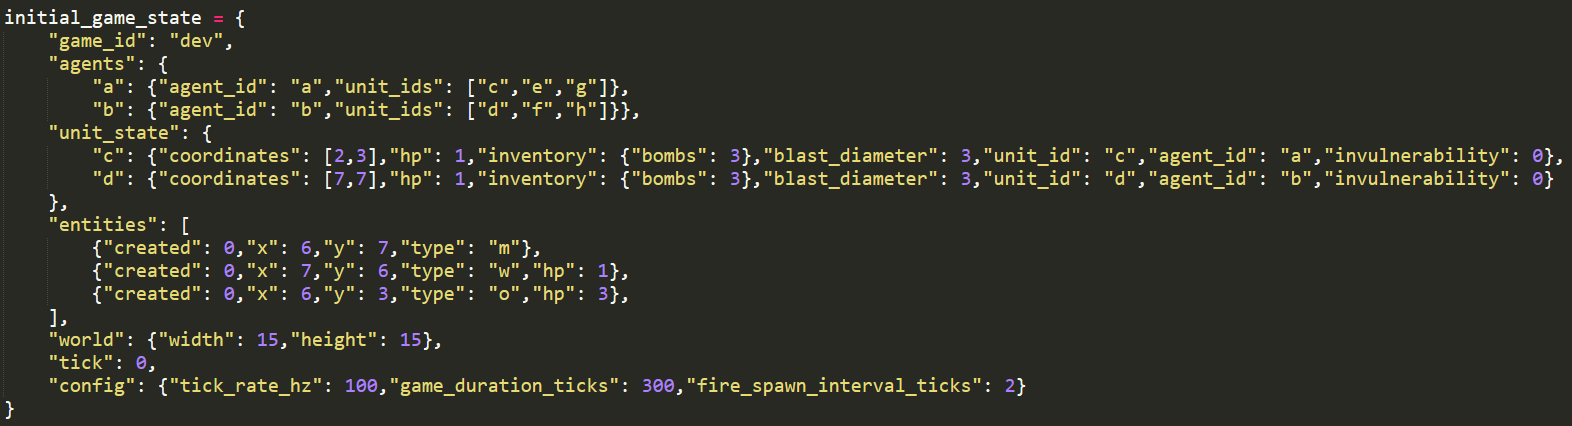 initial_game_state = {
    "game_id": "dev",
    "agents": {
        "a": {"agent_id": "a","unit_ids": ["c","e","g"]},
        "b": {"agent_id": "b","unit_ids": ["d","f","h"]}},
    "unit_state": {
        "c": {"coordinates": [2,3],"hp": 1,"inventory": {"bombs": 3},"blast_diameter": 3,"unit_id": "c","agent_id": "a","invulnerability": 0},
        "d": {"coordinates": [7,7],"hp": 1,"inventory": {"bombs": 3},"blast_diameter": 3,"unit_id": "d","agent_id": "b","invulnerability": 0}
    },
    "entities": [
        {"created": 0,"x": 6,"y": 7,"type": "m"},
        {"created": 0,"x": 7,"y": 6,"type": "w","hp": 1},
        {"created": 0,"x": 6,"y": 3,"type": "o","hp": 3},
    ],
    "world": {"width": 15,"height": 15},
    "tick": 0,
    "config": {"tick_rate_hz": 100,"game_duration_ticks": 300,"fire_spawn_interval_ticks": 2}
}